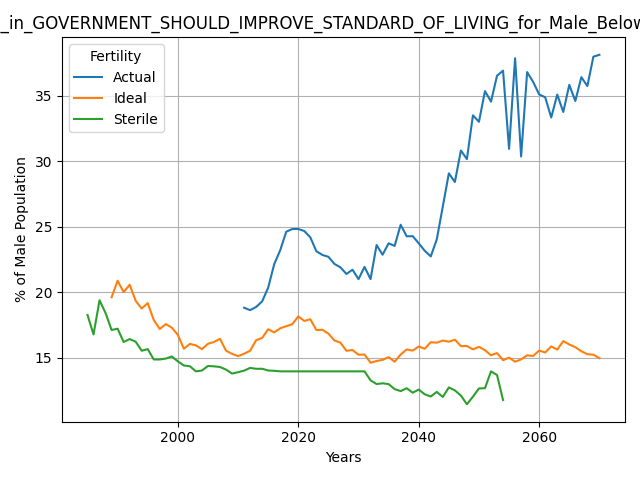 _in_GOVERNMENT_SHOULD_IMPROVE_STANDARD_OF_LIVING_for_Male_Below
Fertility
Actual
Ideal
Sterile
% of Male Population
35
30
25
20
15
2000 2020 2040 2060
Years